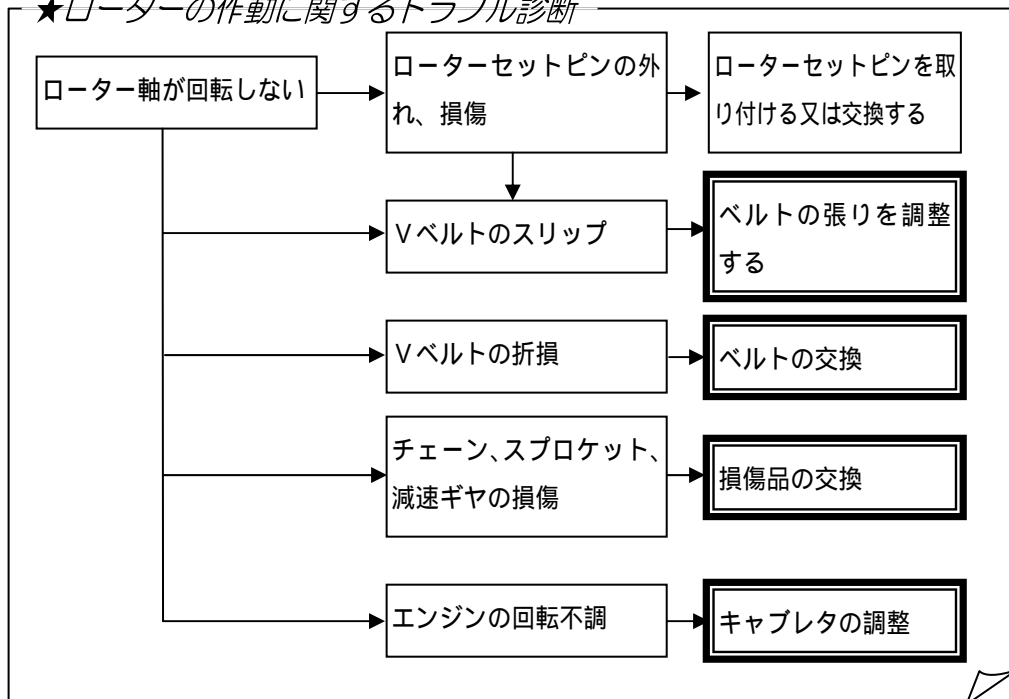 ★ローターの作動に関するトラブル診断
ローター軸が回転しない
ローターセットピンの外
れ、損傷
ローターセットピンを取
り付ける又は交換する
Ｖベルトのスリップ
ベルトの張りを調整
する
Ｖベルトの折損
ベルトの交換
チェーン、スプロケット、
減速ギヤの損傷
損傷品の交換
エンジンの回転不調
キャブレタの調整